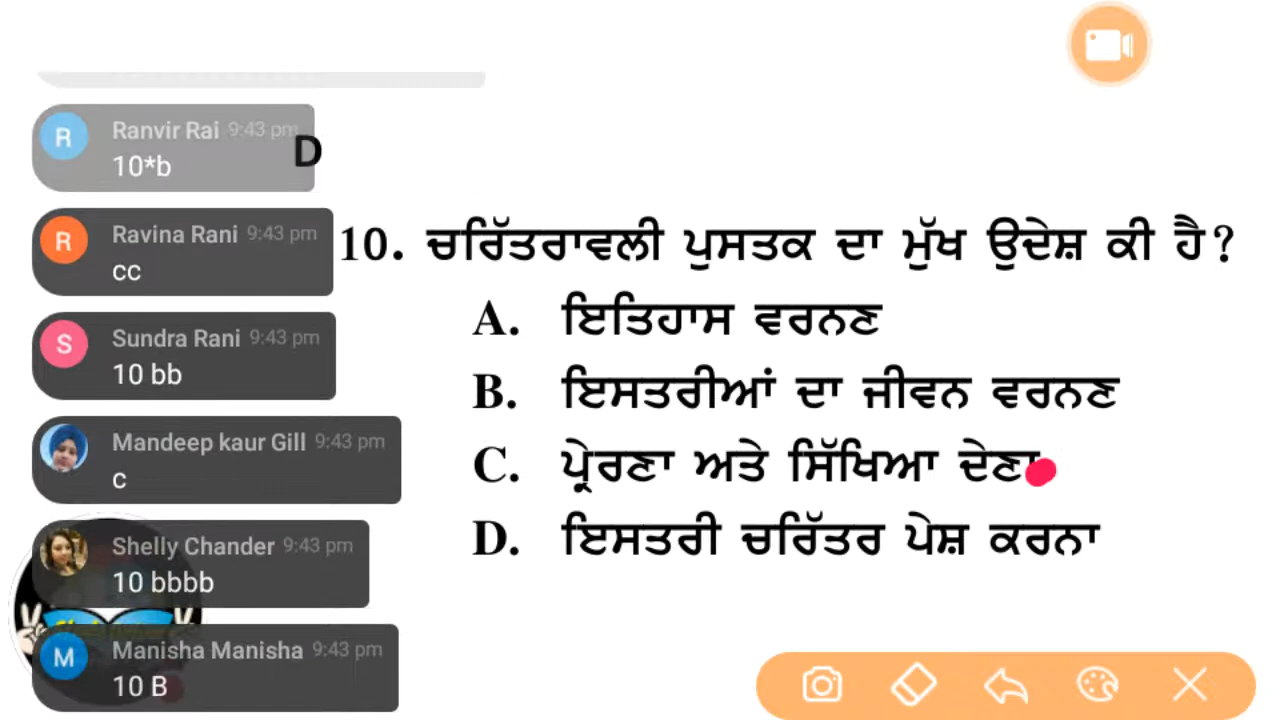 R Ranvir Rai 9:43 pm
10*b
D
R Ravina Rani 9:43 pm
cc
S Sundra Rani 9:43 pm
10 bb
Mandeep kaur Gill 9:43 pm
c
Shelly Chander 9:43 pm
10 bbbb
M Manisha Manisha 9:43 pm
10 B
10. ਚਰਿੱਤਰਾਵਲੀ ਪੁਸਤਕ ਦਾ ਮੁੱਖ ਉਦੇਸ਼ ਕੀ ਹੈ?
A. ਇਤਿਹਾਸ ਵਰਨਣ
B. ਇਸਤਰੀਆਂ ਦਾ ਜੀਵਨ ਵਰਨਣ
C. ਪ੍ਰੇਰਣਾ ਅਤੇ ਸਿੱਖਿਆ ਦੇਣਾ
D. ਇਸਤਰੀ ਚਰਿੱਤਰ ਪੇਸ਼ ਕਰਨਾ